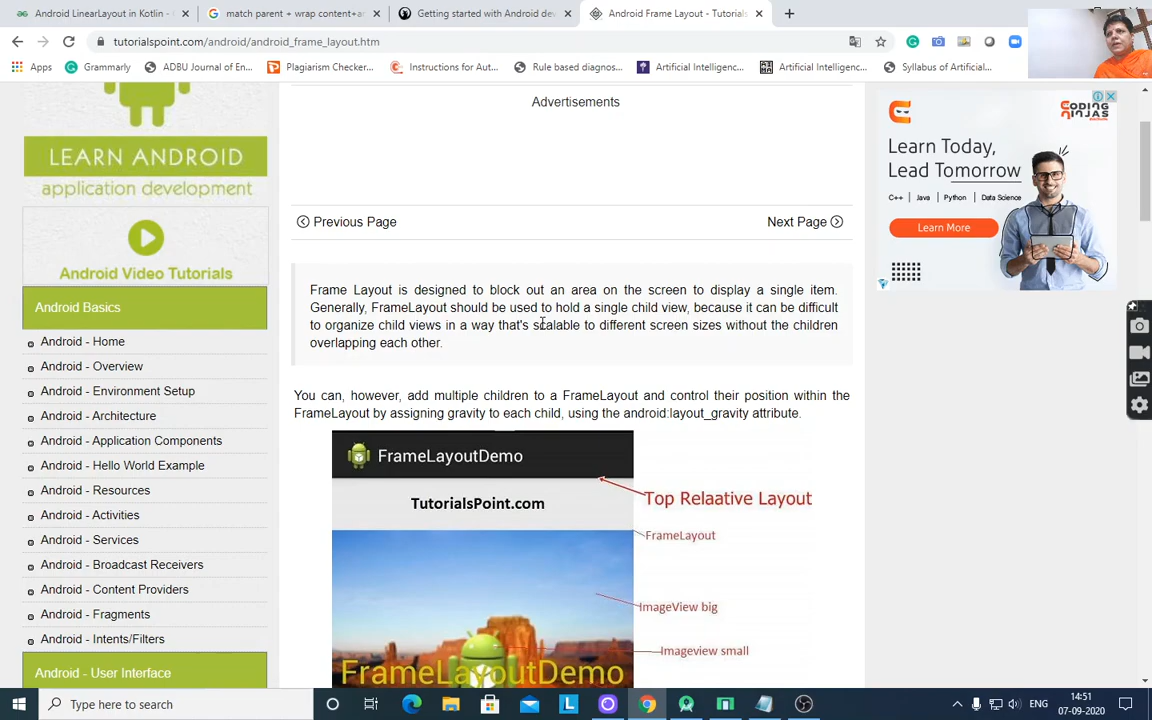 Android LinearLayout in Kotlin -
match parent + wrap content+an
Getting started with Android dev
Android Frame Layout - Tutorials
tutorialspoint.com/android/android_frame_layout.htm
Apps
Grammarly
ADBU Journal of En...
Plagiarism Checker...
Instructions for Aut...
Rule based diagnos...
Artificial Intelligenc...
Artificial Intelligenc...
Syllabus of Artificial...
LEARN ANDROID
application development
Android Video Tutorials
Android Basics
Android - Home
Android - Overview
Android - Environment Setup
Android - Architecture
Android - Application Components
Android - Hello World Example
Android - Resources
Android - Activities
Android - Services
Android - Broadcast Receivers
Android - Content Providers
Android - Fragments
Android - Intents/Filters
Android - User Interface
Advertisements
Previous Page
Next Page
Frame Layout is designed to block out an area on the screen to display a single item.
Generally, FrameLayout should be used to hold a single child view, because it can be difficult
to organize child views in a way that's scalable to different screen sizes without the children
overlapping each other.
You can, however, add multiple children to a FrameLayout and control their position within the
FrameLayout by assigning gravity to each child, using the android:layout_gravity attribute.
FrameLayoutDemo
TutorialsPoint.com
Top Relaative Layout
FrameLayout
ImageView big
Imageview small
FrameLayoutDemo
CODING
NINJAS
Learn Today,
Lead Tomorrow
C++ | Java | Python | Data Science
Learn More
Type here to search
ENG
14:51
07-09-2020